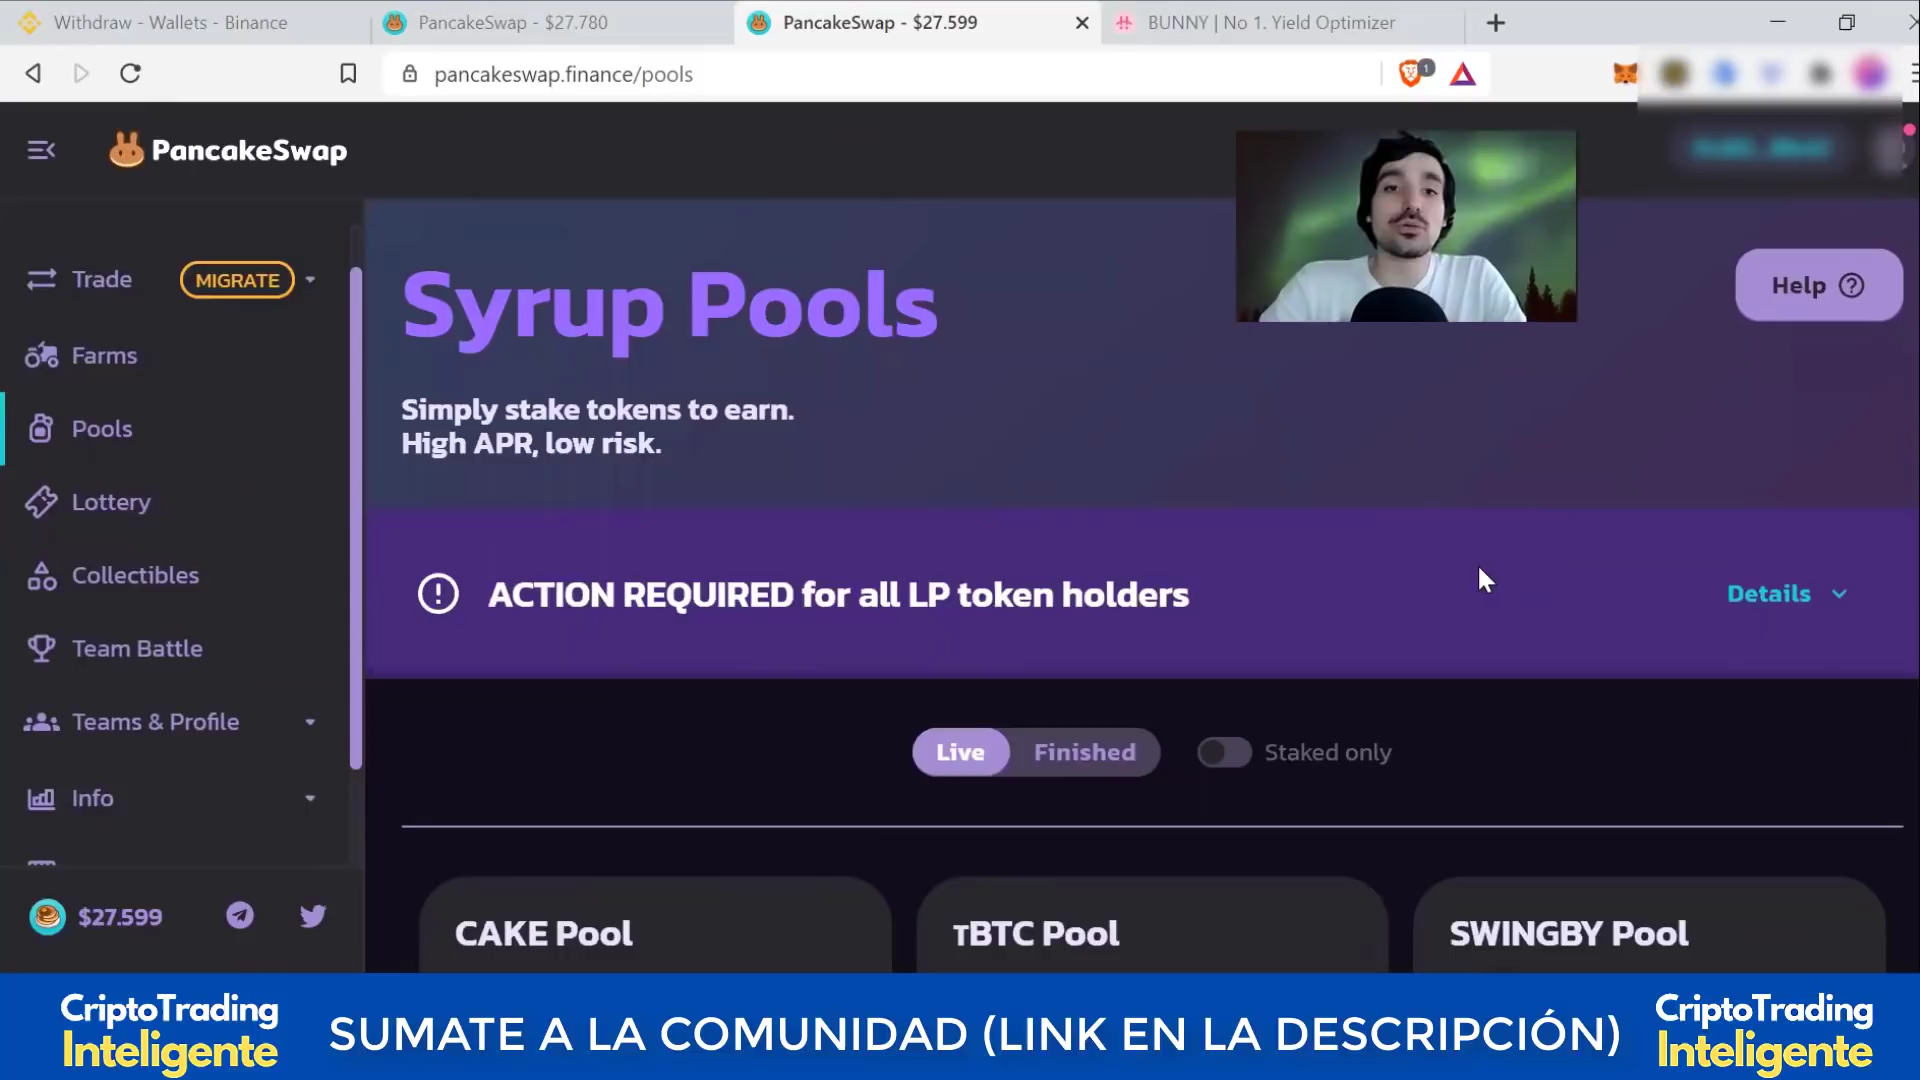 Withdraw - Wallets - Binance
PancakeSwap - $27.780
PancakeSwap - $27.599
BUNNY | No 1. Yield Optimizer
pancakeswap.finance/pools
1
PancakeSwap
Trade
MIGRATE
Farms
Pools
Lottery
Collectibles
Team Battle
Teams & Profile
Info
$27.599
Syrup Pools
Help
Simply stake tokens to earn.
High APR, low risk.
ACTION REQUIRED for all LP token holders
Details
Live
Finished
Staked only
CAKE Pool
TBTC Pool
SWINGBY Pool
CriptoTrading
Inteligente
SUMATE A LA COMUNIDAD (LINK EN LA DESCRIPCIÓN)
CriptoTrading
Inteligente